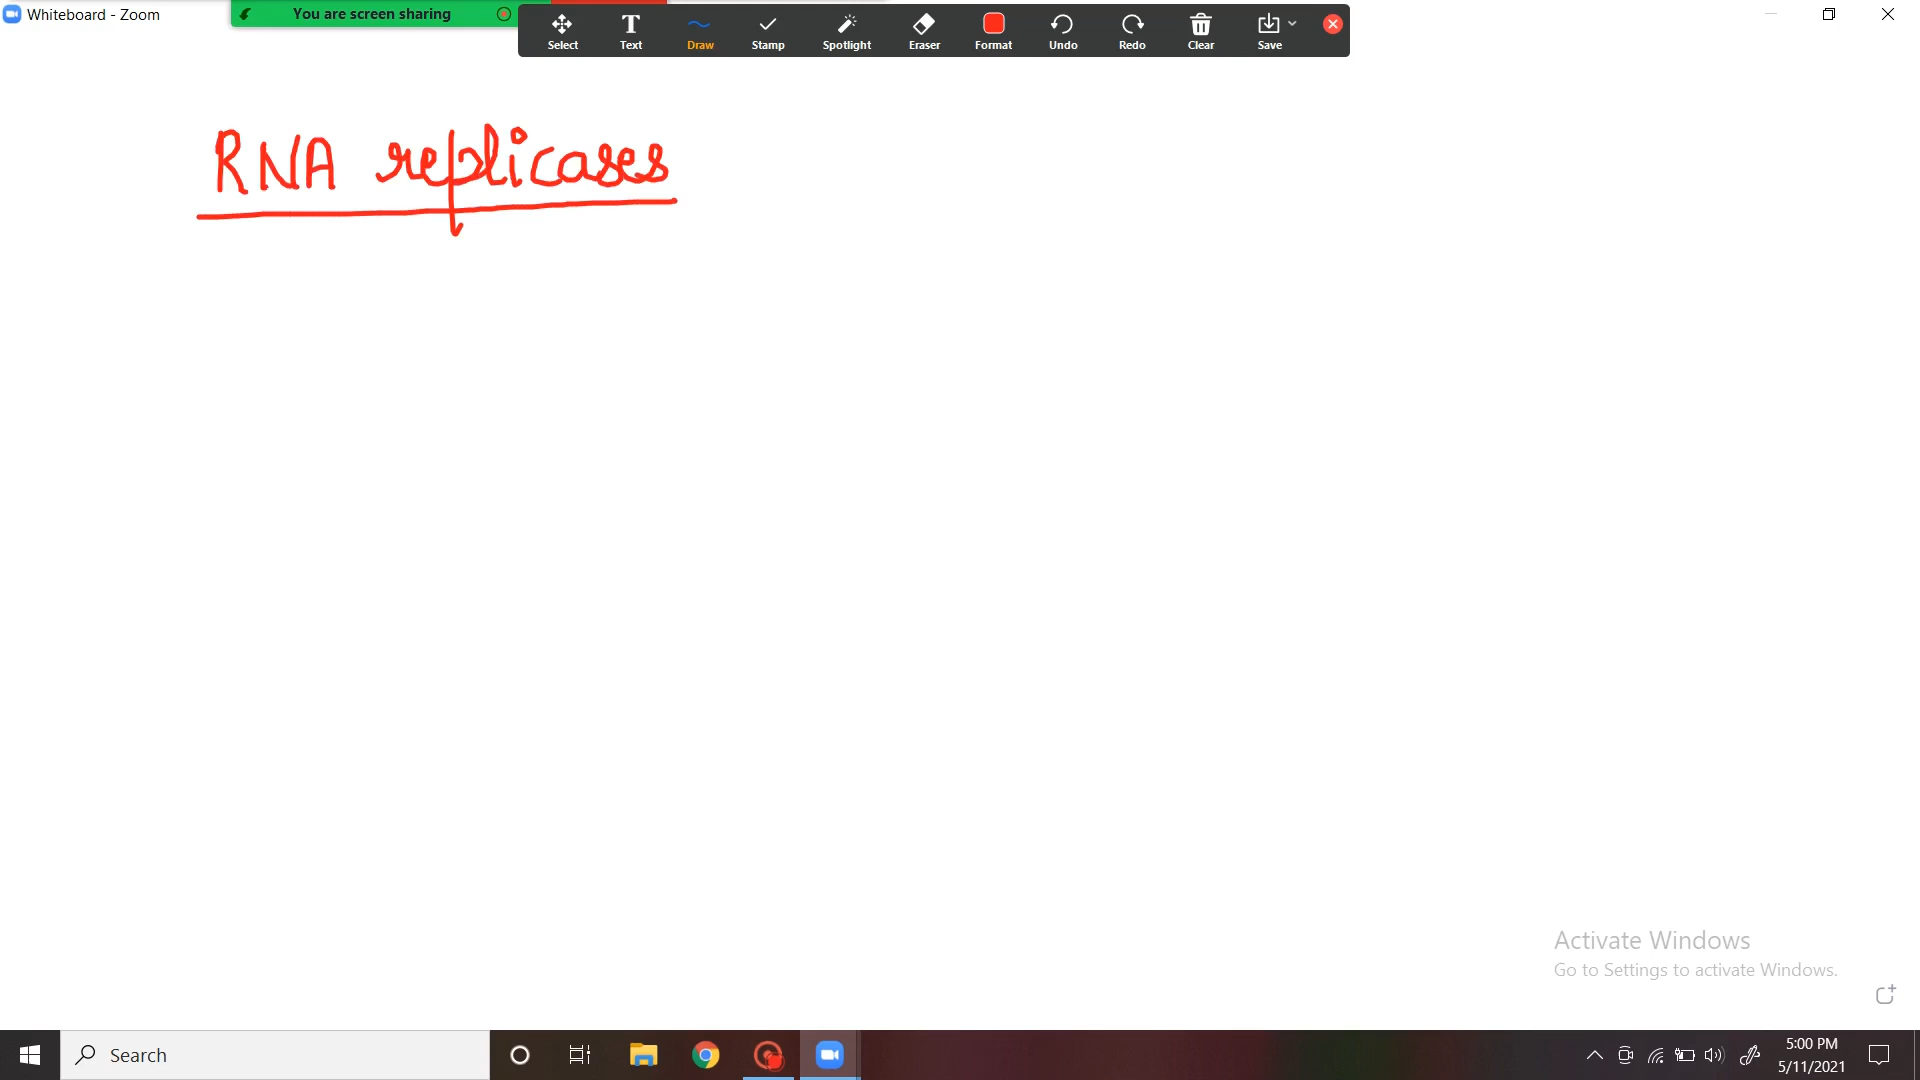 Whiteboard - Zoom
You are screen sharing
Select Text Draw Stamp Spotlight Eraser Format Undo Redo Clear Save
RNA replicases
Activate Windows
Go to Settings to activate Windows.
Search
5:00 PM
5/11/2021